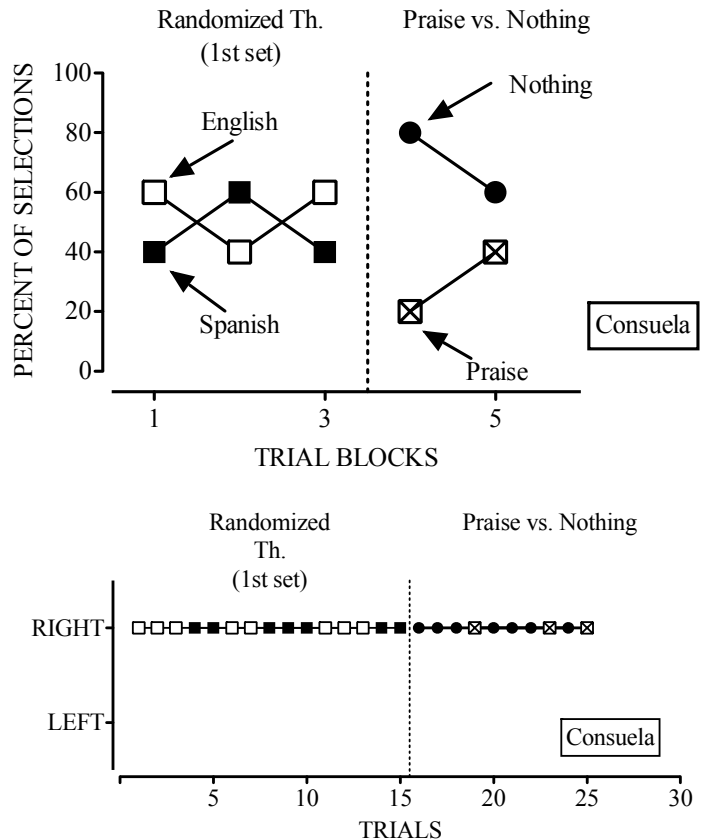 Randomized Th.
(1st set)
Praise vs. Nothing
PERCENT OF SELECTIONS
100
80
60
40
20
0
English
Spanish
Nothing
Praise
Consuela
1
3
5
TRIAL BLOCKS
Randomized
Th.
(1st set)
Praise vs. Nothing
RIGHT
LEFT
Consuela
5
10
15
20
25
30
TRIALS